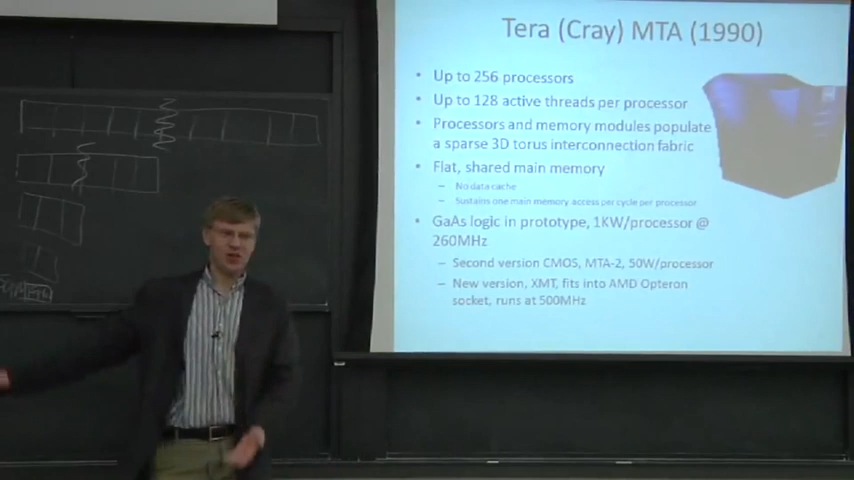 Tera (Cray) MTA (1990)
• Up to 256 processors
• Up to 128 active threads per processor
• Processors and memory modules populate
a sparse 3D torus interconnection fabric
• Flat, shared main memory
– No data cache
– Sustains one main memory access per cycle per processor
• GaAs logic in prototype, 1KW/processor @
260MHz
– Second version CMOS, MTA-2, 50W/processor
– New version, XMT, fits into AMD Opteron
socket, runs at 500MHz